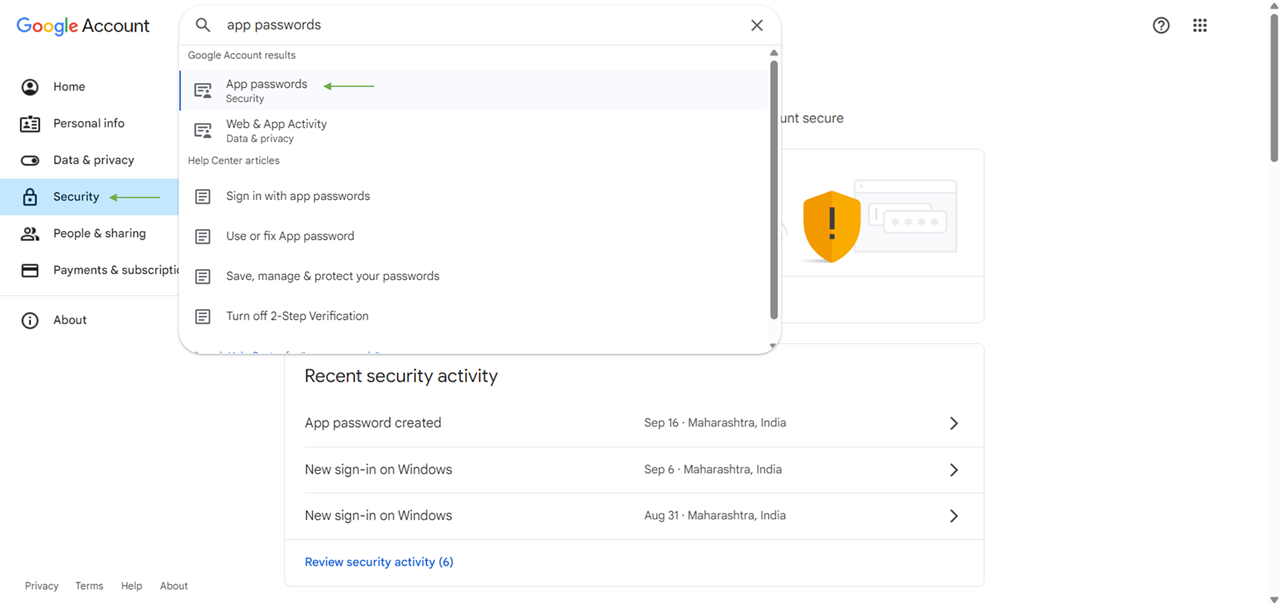 Google Account
app passwords
Google Account results
App passwords
Security
Web & App Activity
Data & privacy
Help Center articles
Sign in with app passwords
Use or fix App password
Save, manage & protect your passwords
Turn off 2-Step Verification
Home
Personal info
Data & privacy
Security
People & sharing
Payments &
About
secure
Recent security activity
App password created
Sep 16 · Maharashtra, India
New sign-in on Windows
Sep 6 · Maharashtra, India
New sign-in on Windows
Aug 31 · Maharashtra, India
Review security activity (6)
Privacy
Terms
Help
About